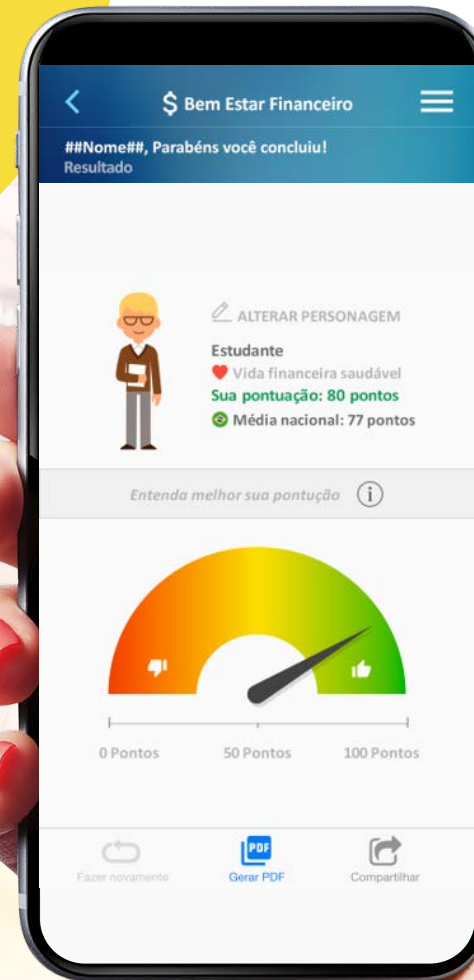 $ Bem Estar Financeiro
##Nome##, Parabéns você concluiu!
Resultado
ALTERAR PERSONAGEM
Estudante
Vida financeira saudável
Sua pontuação: 80 pontos
Média nacional: 77 pontos
Entenda melhor sua pontução i
0 Pontos 50 Pontos 100 Pontos
PDF
Fazer novamente Gerar PDF Compartilhar